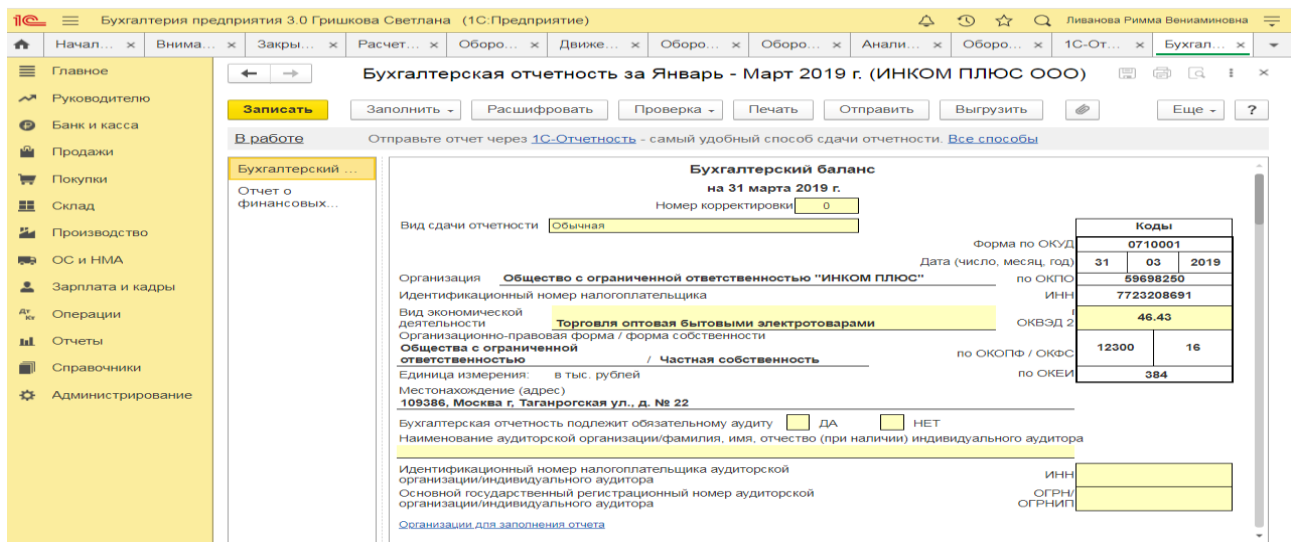 1С Бухгалтерия предприятия 3.0 Гришкова Светлана (1С:Предприятие) Ливанова Римма Вениаминовна
Начал... × Внима... × Закры... × Расчет... × Оборо... × Движе... × Оборо... × Оборо... × Анали... × Оборо... × 1С-От... × Бухгал... ×
Главное
Руководителю
Банк и касса
Продажи
Покупки
Склад
Производство
ОС и НМА
Зарплата и кадры
Операции
Отчеты
Справочники
Администрирование
Бухгалтерская отчетность за Январь - Март 2019 г. (ИНКОМ ПЛЮС ООО)
Записать Заполнить Расшифровать Проверка Печать Отправить Выгрузить Еще ?
В работе Отправьте отчет через 1С-Отчетность - самый удобный способ сдачи отчетности. Все способы
Бухгалтерский ...
Отчет о
финансовых...
Бухгалтерский баланс
на 31 марта 2019 г.
Номер корректировки 0
Вид сдачи отчетности Обычная Коды
Форма по ОКУД 0710001
Дата (число, месяц, год) 31 03 2019
Организация Общество с ограниченной ответственностью "ИНКОМ ПЛЮС" по ОКПО 59698250
Идентификационный номер налогоплательщика ИНН 7723208691
Вид экономической
деятельности Торговля оптовая бытовыми электротоварами ОКВЭД 2 46.43
Организационно-правовая форма / форма собственности
Общества с ограниченной
ответственностью / Частная собственность по ОКОПФ / ОКФС 12300 16
Единица измерения: в тыс. рублей по ОКЕИ 384
Местонахождение (адрес)
109386, Москва г, Таганрогская ул., д. № 22
Бухгалтерская отчетность подлежит обязательному аудиту ДА НЕТ
Наименование аудиторской организации/фамилия, имя, отчество (при наличии) индивидуального аудитора
Идентификационный номер налогоплательщика аудиторской
организации/индивидуального аудитора ИНН
Основной государственный регистрационный номер аудиторской ОГРН/
организации/индивидуального аудитора ОГРНИП
Организации для заполнения отчета